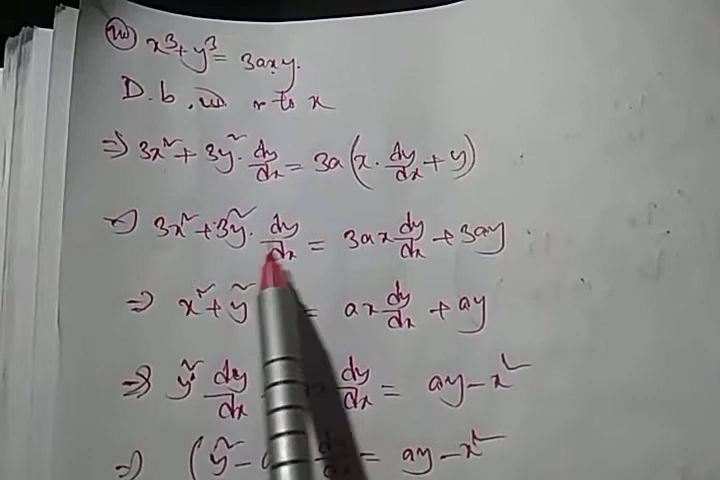 (iii) x³ + y³ = 3axy.
D. b. w r to x
⇒ 3x² + 3y² · dy/dx = 3a(x · dy/dx + y)
⇒ 3x² + 3y² · dy/dx = 3ax dy/dx + 3ay
⇒ x² + y² = ax dy/dx + ay
⇒ y² dy/dx dy/dx = ay - x²
⇒ (y² - = ay - x²